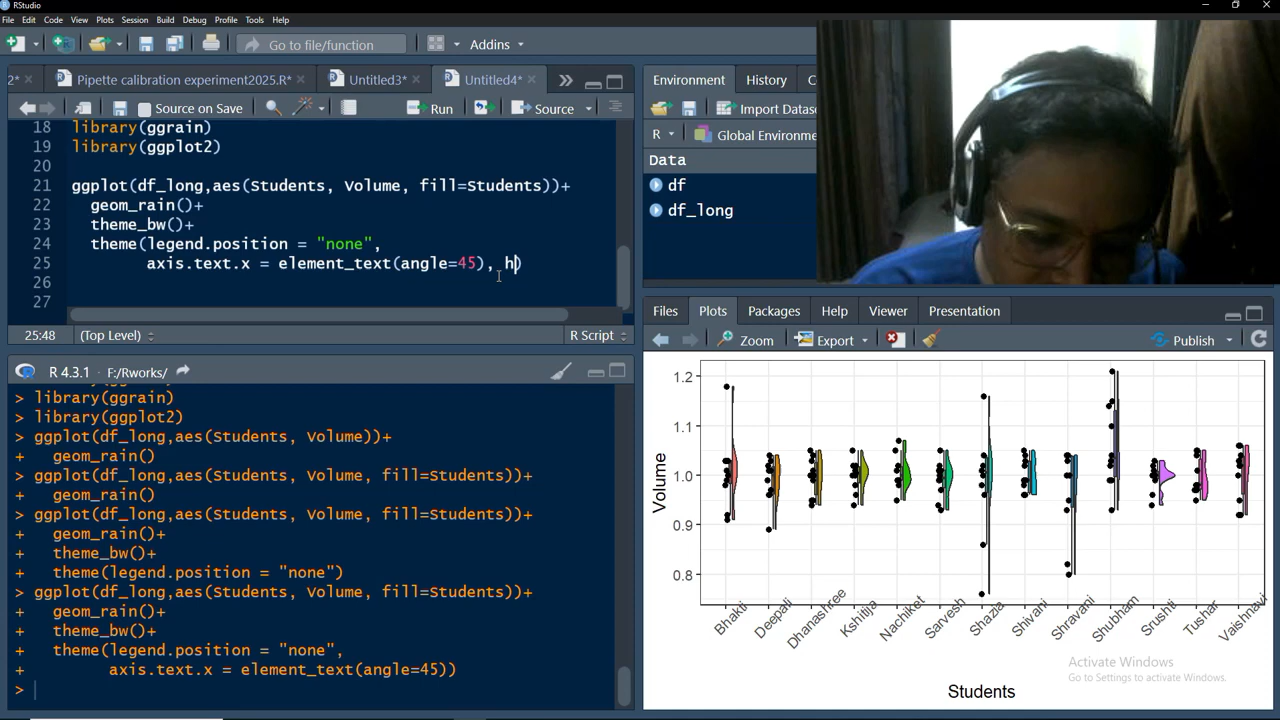 RStudio
File Edit Code View Plots Session Build Debug Profile Tools Help
Go to file/function
Addins
2*
Pipette calibration experiment2025.R*
Untitled3*
Untitled4*
Source on Save
Run
Source
18 library(ggrain)
19 library(ggplot2)
20
21 ggplot(df_long,aes(Students, Volume, fill=Students))+
22 geom_rain()+
23 theme_bw()+
24 theme(legend.position = "none",
25 axis.text.x = element_text(angle=45), h)
26
27
25:48 (Top Level) R Script
R 4.3.1 · F:/Rworks/
> library(ggrain)
> library(ggplot2)
> ggplot(df_long,aes(Students, Volume))+
+ geom_rain()
> ggplot(df_long,aes(Students, Volume, fill=Students))+
+ geom_rain()
> ggplot(df_long,aes(Students, Volume, fill=Students))+
+ geom_rain()+
+ theme_bw()+
+ theme(legend.position = "none")
> ggplot(df_long,aes(Students, Volume, fill=Students))+
+ geom_rain()+
+ theme_bw()+
+ theme(legend.position = "none",
+ axis.text.x = element_text(angle=45))
>
Environment History
Import Datas
R Global Environme
Data
df
df_long
Files Plots Packages Help Viewer Presentation
Zoom Export Publish
1.2
1.1
1.0
0.9
0.8
Volume
Bhakti Deepali Dhanashree Kshitija Nachiket Sarvesh Shazia Shivani Shravani Shubham Srushti Tushar Vaishnavi
Students
Activate Windows
Go to Settings to activate Windows.